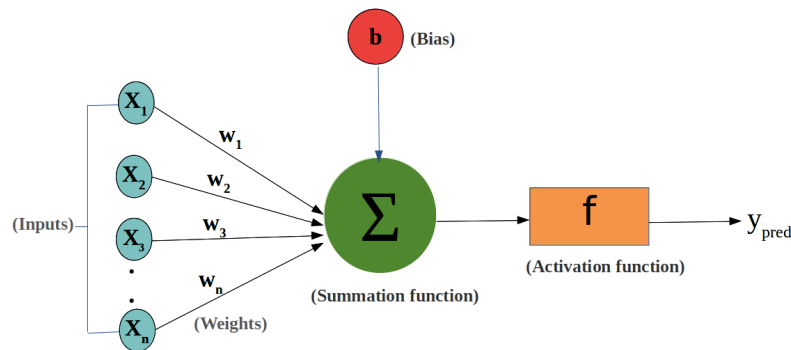 b (Bias)
X1
w1
X2
w2
(Inputs)
X3
w3
Σ
f
ypred
wn
(Activation function)
(Summation function)
Xn
(Weights)